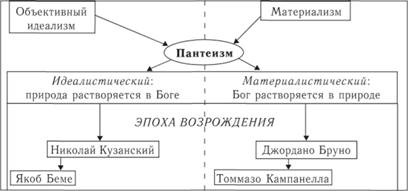 Объективный
идеализм
Материализм
Пантеизм
Идеалистический:
природа растворяется в Боге
Материалистический:
Бог растворяется в природе
ЭПОХА ВОЗРОЖДЕНИЯ
Николай Кузанский
Джордано Бруно
Якоб Беме
Томмазо Кампанелла